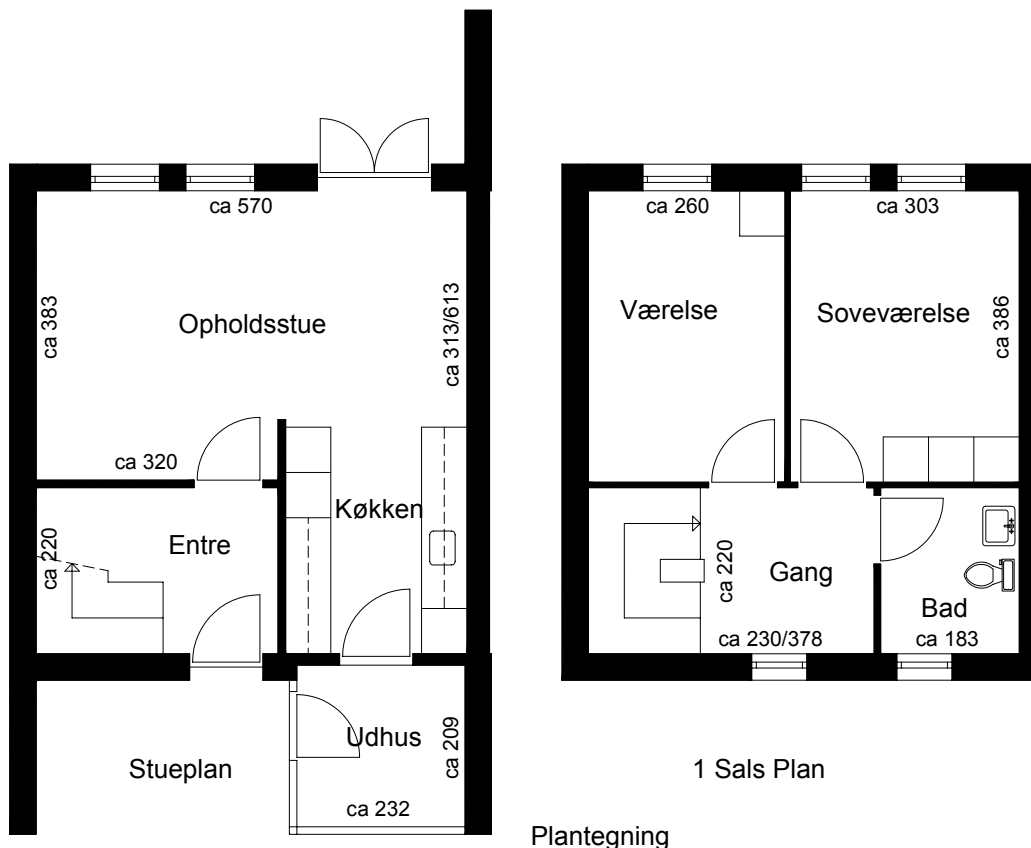 ca 570
ca 383
Opholdsstue
ca 313/613
ca 320
Køkken
ca 220
Entre
Udhus
ca 209
ca 232
Stueplan
ca 260
ca 303
Værelse
Soveværelse
ca 386
ca 220
Gang
Bad
ca 230/378
ca 183
1 Sals Plan
Plantegning